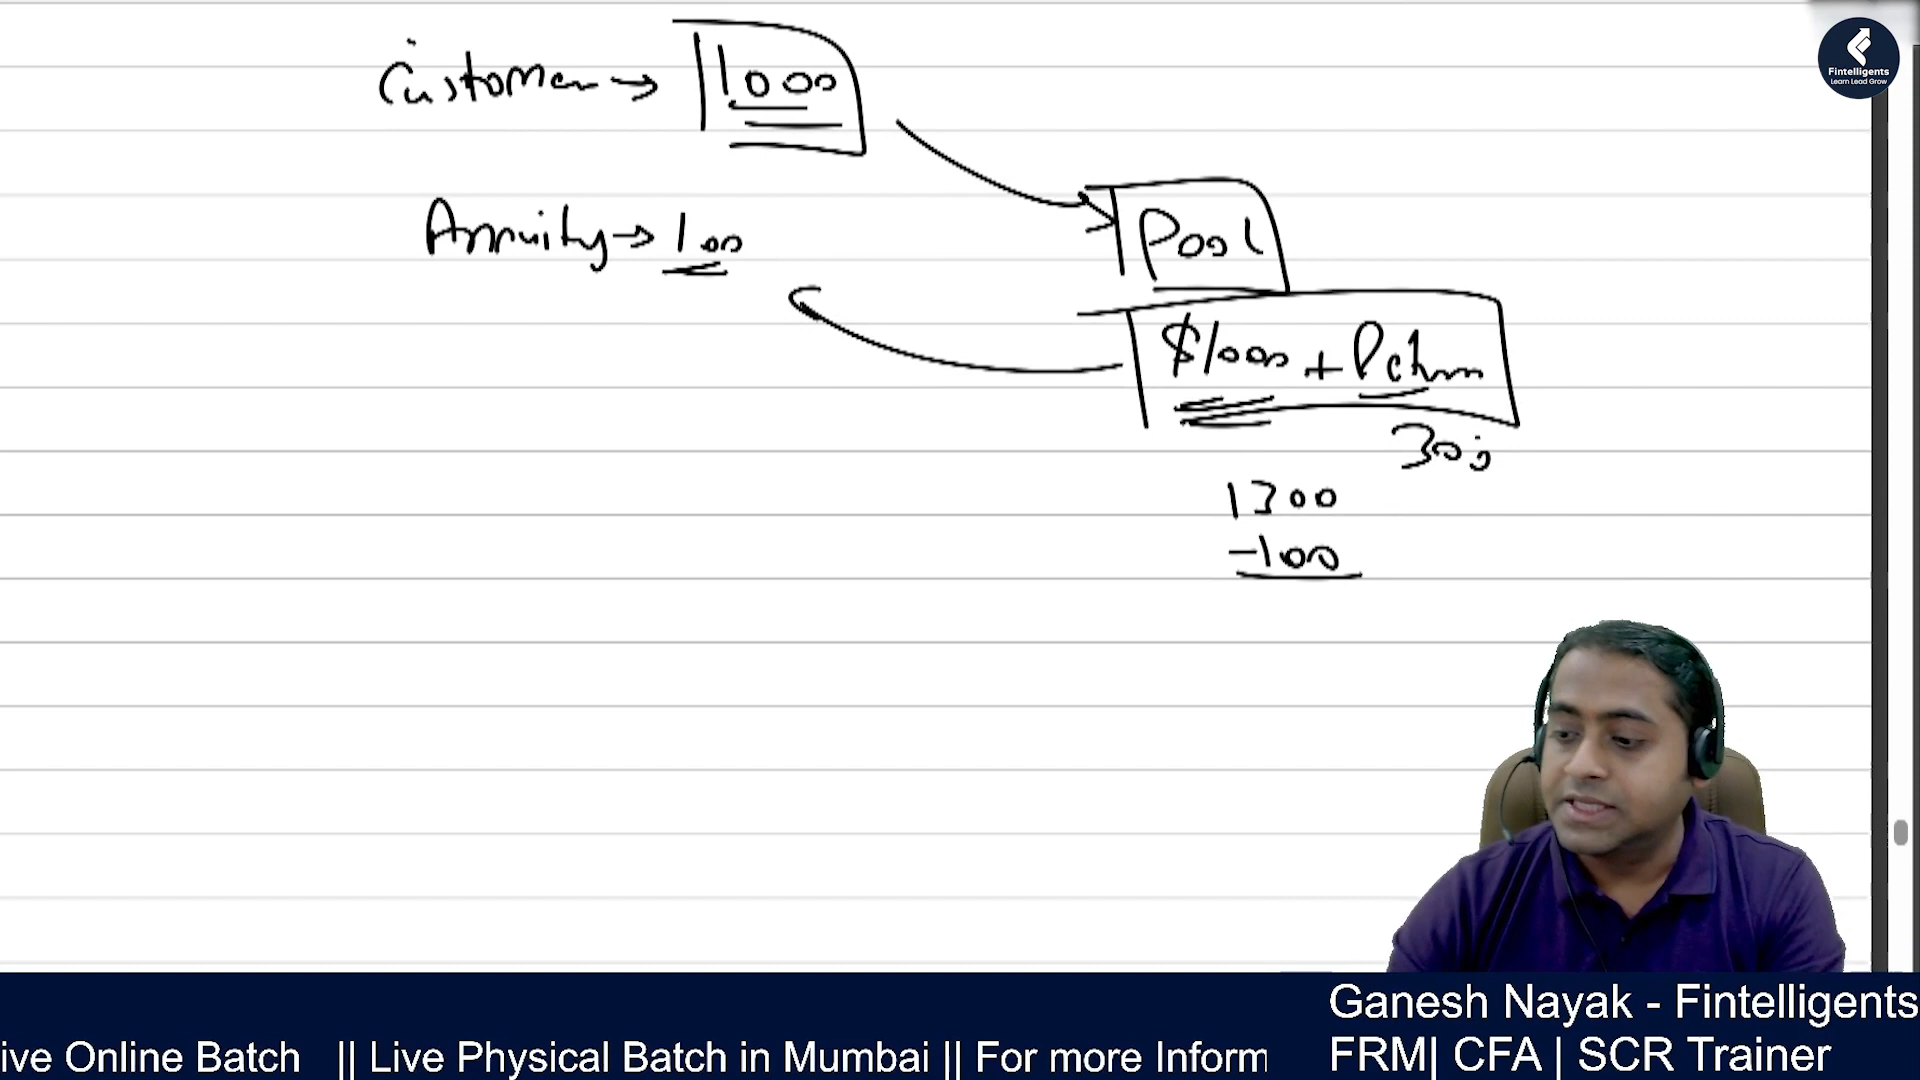 Customer → 1000
Fintelligents
Learn Lead Grow
Pool
Annuity → 100
$1000 + Return
300
1300
-100
Ganesh Nayak - Fintelligents
ive Online Batch || Live Physical Batch in Mumbai || For more Inform
FRM| CFA | SCR Trainer